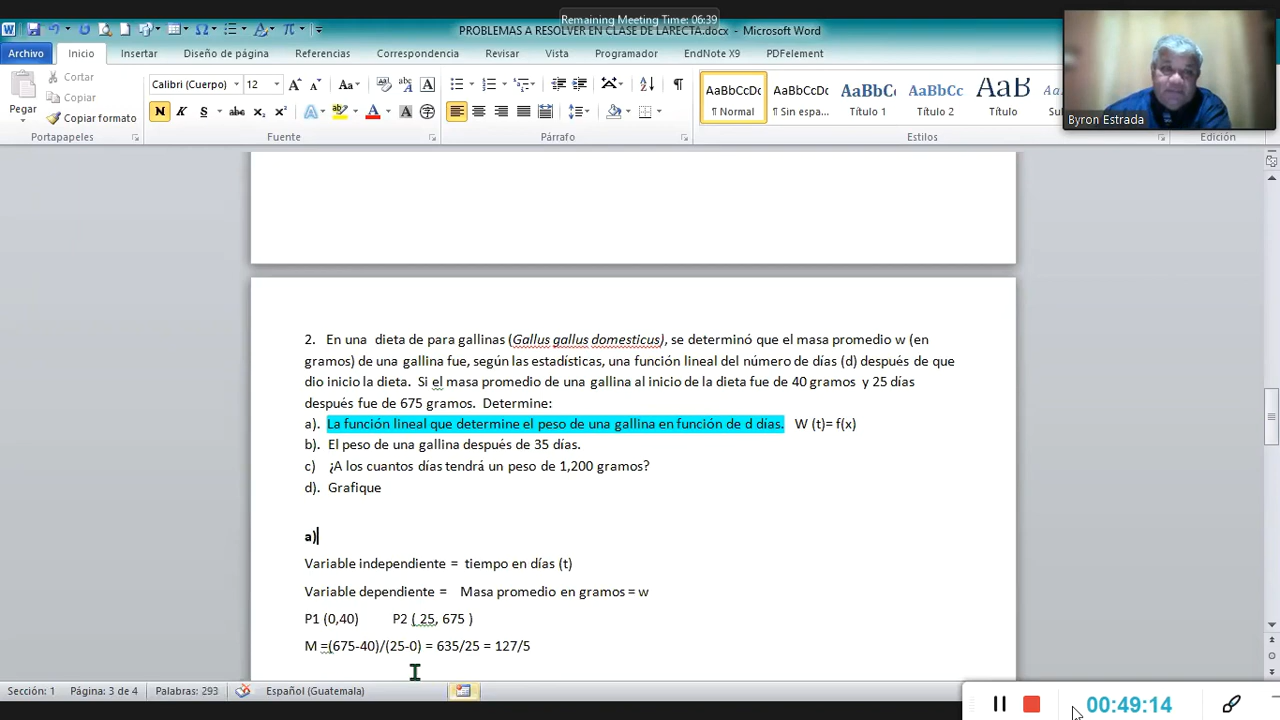 Remaining Meeting Time: 06:39
PROBLEMAS A RESOLVER EN CLASE DE LARECTA.docx - Microsoft Word
Archivo Inicio Insertar Diseño de página Referencias Correspondencia Revisar Vista Programador EndNote X9 PDFelement
Pegar
Cortar
Copiar
Copiar formato
Portapapeles
Calibri (Cuerpo) 12
N K S abc x₂ x²
Fuente
Párrafo
AaBbCcDc AaBbCcDc AaBbC AaBbCc AaB
¶ Normal ¶ Sin espa... Título 1 Título 2 Título
Estilos
Edición
Byron Estrada
2. En una dieta de para gallinas (Gallus gallus domesticus), se determinó que el masa promedio w (en
gramos) de una gallina fue, según las estadísticas, una función lineal del número de días (d) después de que
dio inicio la dieta. Si el masa promedio de una gallina al inicio de la dieta fue de 40 gramos y 25 días
después fue de 675 gramos. Determine:
a). La función lineal que determine el peso de una gallina en función de d días. W (t)= f(x)
b). El peso de una gallina después de 35 días.
c) ¿A los cuantos días tendrá un peso de 1,200 gramos?
d). Grafique
a)
Variable independiente = tiempo en días (t)
Variable dependiente = Masa promedio en gramos = w
P1 (0,40) P2 ( 25, 675 )
M =(675-40)/(25-0) = 635/25 = 127/5
Sección: 1 Página: 3 de 4 Palabras: 293 Español (Guatemala)
00:49:14